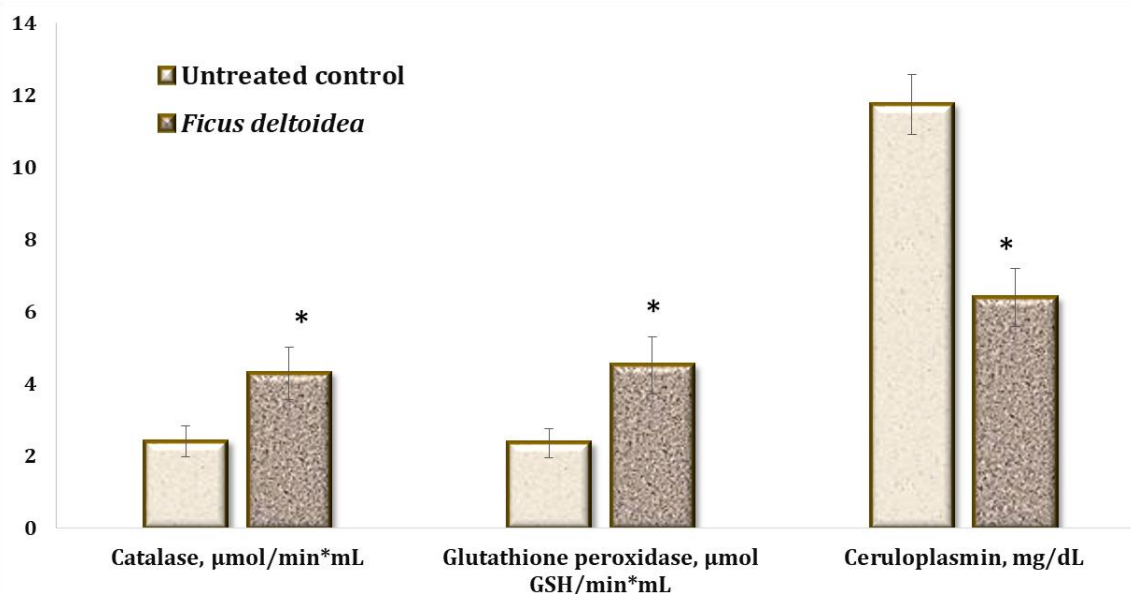 14
12
10
8
6
4
2
0
Untreated control
Ficus deltoidea
*
*
*
Catalase, μmol/min*mL
Glutathione peroxidase, μmol
GSH/min*mL
Ceruloplasmin, mg/dL